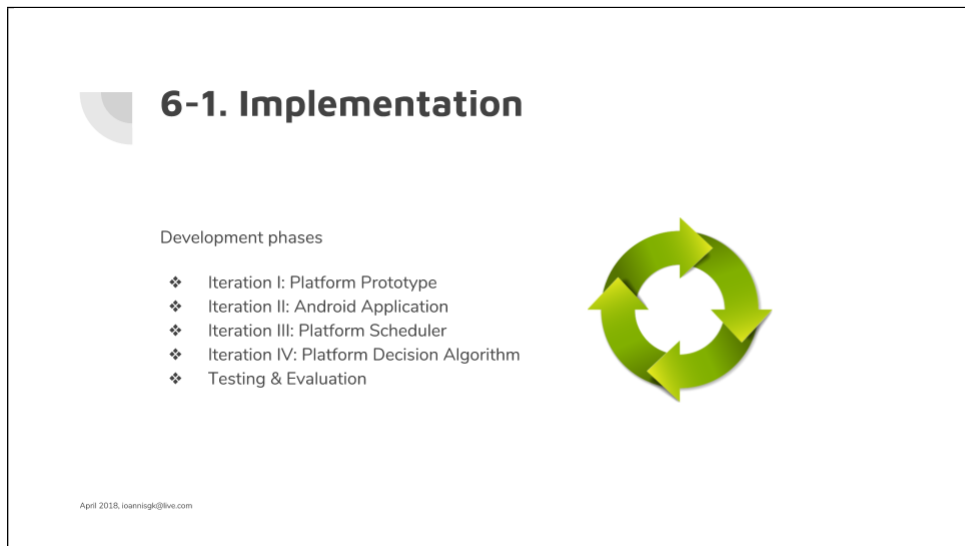 6-1. Implementation
Development phases
❖ Iteration I: Platform Prototype
❖ Iteration II: Android Application
❖ Iteration III: Platform Scheduler
❖ Iteration IV: Platform Decision Algorithm
❖ Testing & Evaluation
April 2018, ioannisgk@live.com